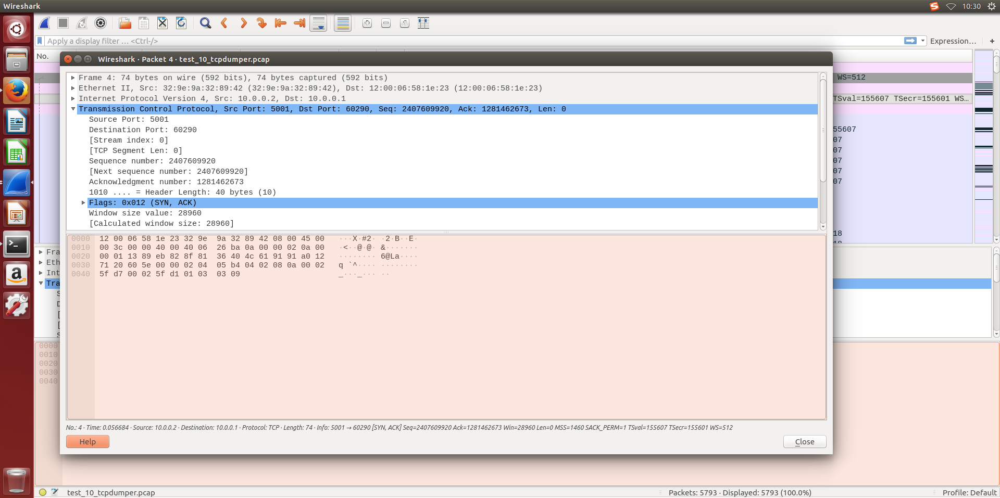 Wireshark
10:30
Apply a display filter … <Ctrl-/>
Expression…
+
No.
Wireshark · Packet 4 · test_10_tcpdumper.pcap
WS=512
TSval=155607 TSecr=155601 WS…
55607
07
07
07
07
07
18
Frame 4: 74 bytes on wire (592 bits), 74 bytes captured (592 bits)
Ethernet II, Src: 32:9e:9a:32:89:42 (32:9e:9a:32:89:42), Dst: 12:00:06:58:1e:23 (12:00:06:58:1e:23)
Internet Protocol Version 4, Src: 10.0.0.2, Dst: 10.0.0.1
Transmission Control Protocol, Src Port: 5001, Dst Port: 60290, Seq: 2407609920, Ack: 1281462673, Len: 0
Source Port: 5001
Destination Port: 60290
[Stream index: 0]
[TCP Segment Len: 0]
Sequence number: 2407609920
[Next sequence number: 2407609920]
Acknowledgment number: 1281462673
1010 .... = Header Length: 40 bytes (10)
Flags: 0x012 (SYN, ACK)
Window size value: 28960
[Calculated window size: 28960]
0000 12 00 06 58 1e 23 32 9e 9a 32 89 42 08 00 45 00 ···X·#2· ·2·B··E·
0010 00 3c 00 00 40 00 40 06 26 ba 0a 00 00 02 0a 00 ·<··@·@· &·······
0020 00 01 13 89 eb 82 8f 81 36 40 4c 61 91 91 a0 12 ········ 6@La····
0030 71 20 60 5e 00 00 02 04 05 b4 04 02 08 0a 00 02 q `^···· ········
0040 5f d7 00 02 5f d1 01 03 03 09 _···_··· ··
Fra
Eth
Int
Tra
0000
0010
0020
0030
0040
No.: 4 · Time: 0.056684 · Source: 10.0.0.2 · Destination: 10.0.0.1 · Protocol: TCP · Length: 74 · Info: 5001 → 60290 [SYN, ACK] Seq=2407609920 Ack=1281462673 Win=28960 Len=0 MSS=1460 SACK_PERM=1 TSval=155607 TSecr=155601 WS=512
Help
Close
test_10_tcpdumper.pcap
Packets: 5793 · Displayed: 5793 (100.0%)
Profile: Default